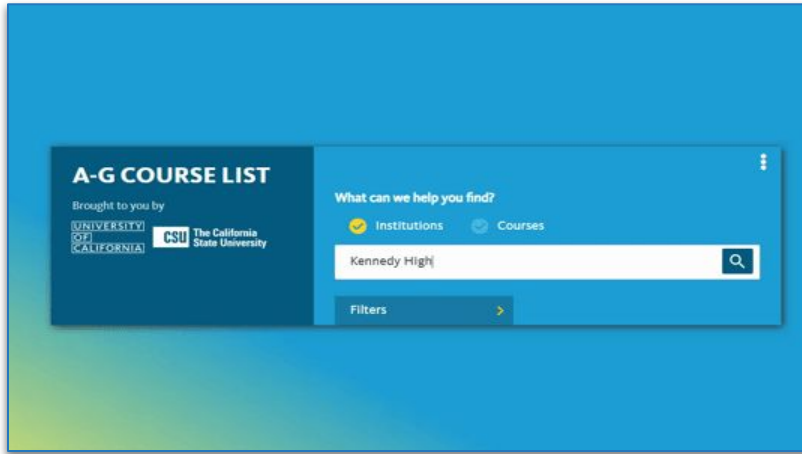 A-G COURSE LIST
Brought to you by
UNIVERSITY
OF
CALIFORNIA
CSU The California
State University
What can we help you find?
Institutions Courses
Kennedy High
Filters